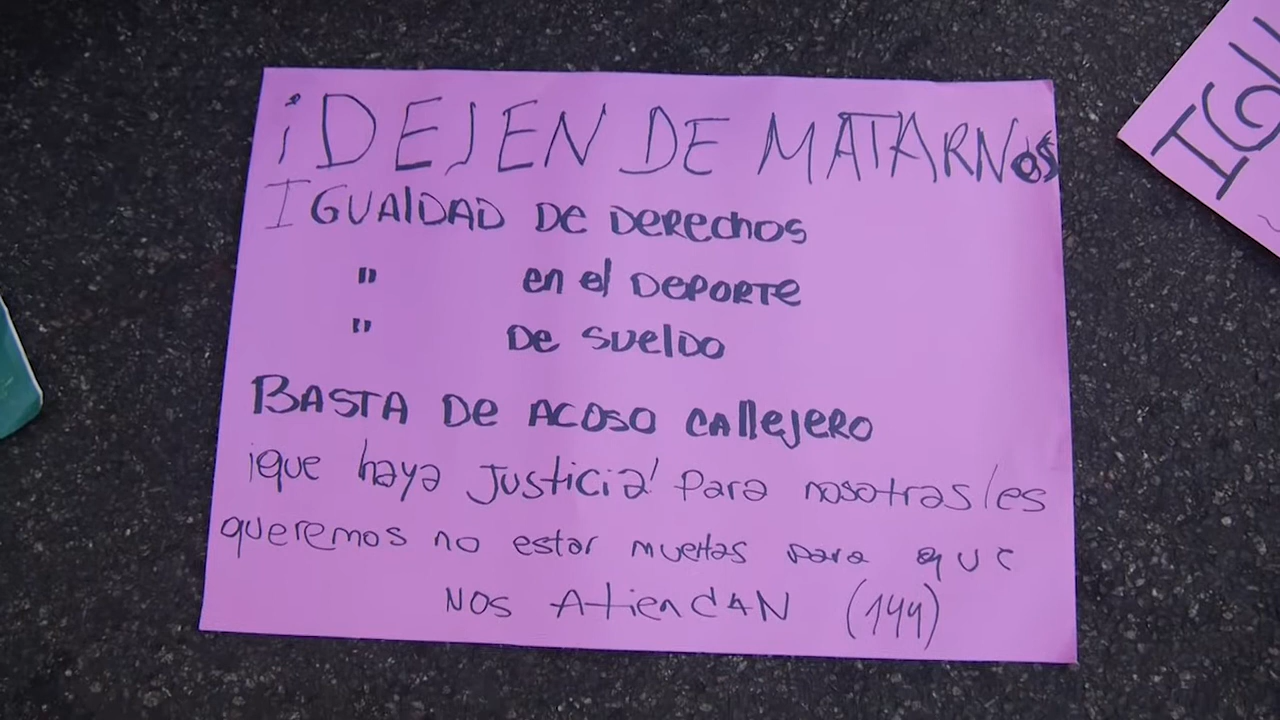 ¡DEJEN DE MATARNOS
IGUALDAD DE DERECHOS
" en el DEPORTE
" DE SUELDO
BASTA DE ACOSO CALLEJERO
¡que haya Justicia! Para nosotras/es
queremos no estar muertas para que
NOS AtiendAN (144)
IGU